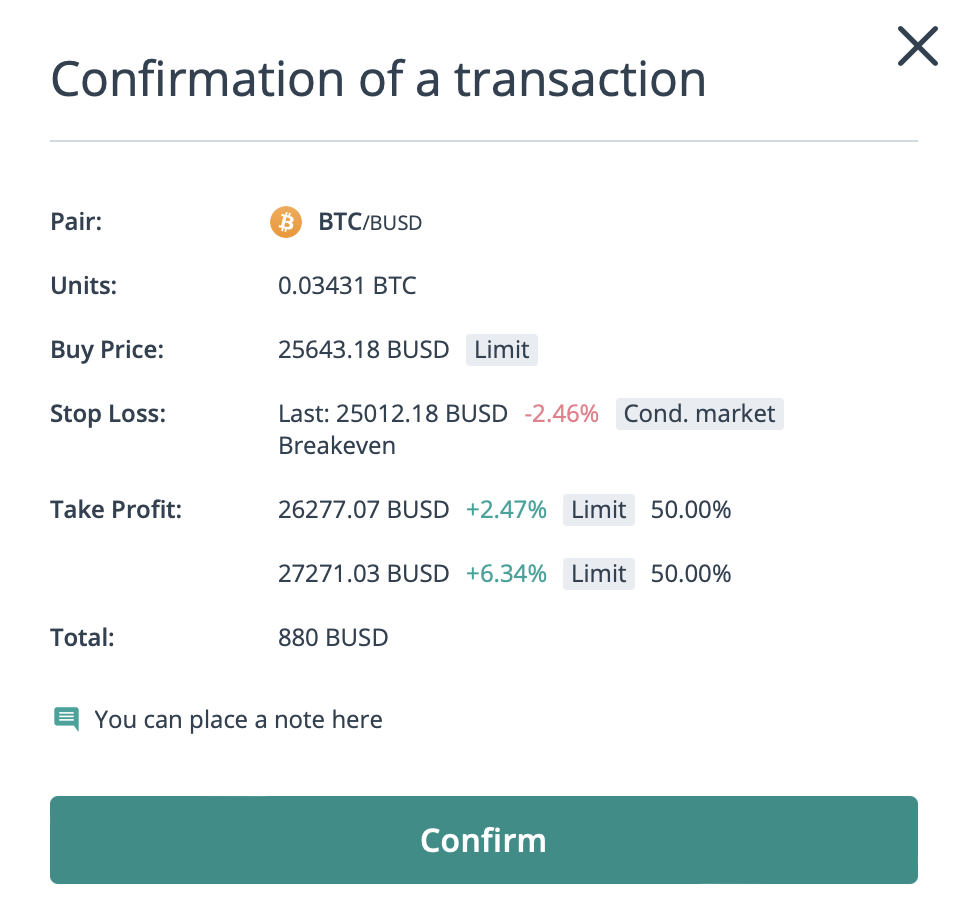 Confirmation of a transaction
Pair: BTC/BUSD
Units: 0.03431 BTC
Buy Price: 25643.18 BUSD Limit
Stop Loss: Last: 25012.18 BUSD -2.46% Cond. market
Breakeven
Take Profit: 26277.07 BUSD +2.47% Limit 50.00%
27271.03 BUSD +6.34% Limit 50.00%
Total: 880 BUSD
You can place a note here
Confirm